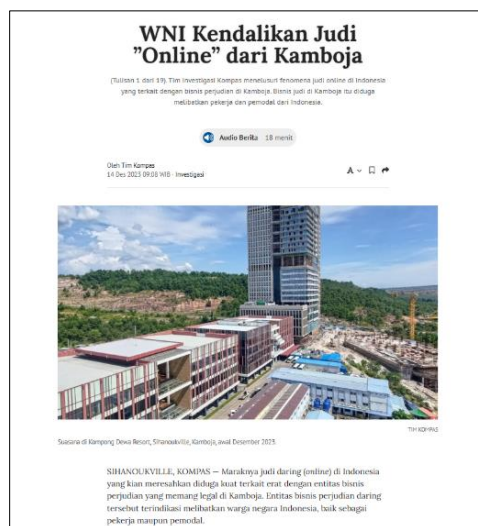 WNI Kendalikan Judi
”Online” dari Kamboja
(Tulisan 1 dari 19). Tim Investigasi Kompas menelusuri fenomena judi online di Indonesia
yang terkait dengan bisnis perjudian di Kamboja. Bisnis judi di Kamboja itu diduga
melibatkan pekerja dan pemodal dari Indonesia.
Audio Berita 18 menit
Oleh Tim Kompas
14 Des 2023 09:08 WIB · Investigasi
A
TIM KOMPAS
Suasana di Kampong Dewa Resort, Sihanoukville, Kamboja, awal Desember 2023.
SIHANOUKVILLE, KOMPAS — Maraknya judi daring (online) di Indonesia
yang kian meresahkan diduga kuat terkait erat dengan entitas bisnis
perjudian yang memang legal di Kamboja. Entitas bisnis perjudian daring
tersebut terindikasi melibatkan warga negara Indonesia, baik sebagai
pekerja maupun pemodal.